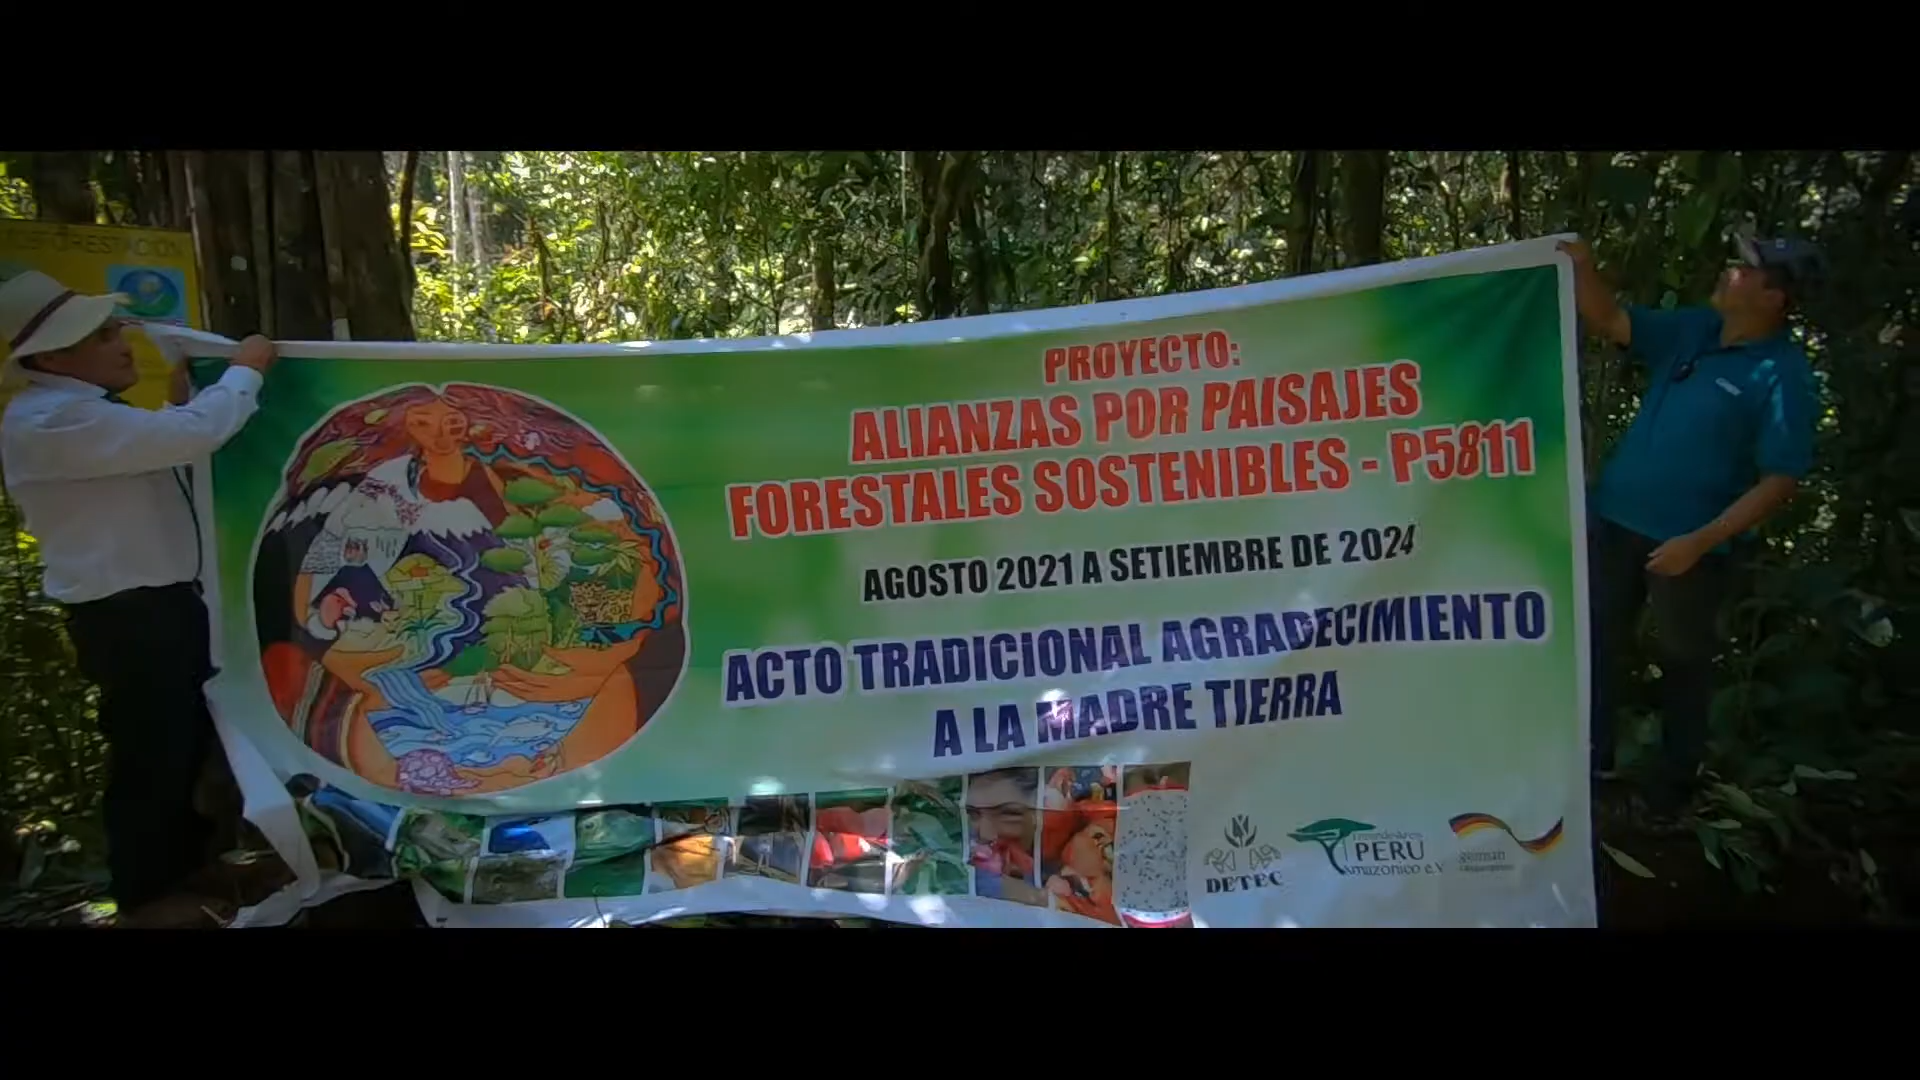 PROYECTO:
ALIANZAS POR PAISAJES
FORESTALES SOSTENIBLES - P5811
AGOSTO 2021 A SETIEMBRE DE 2024
ACTO TRADICIONAL AGRADECIMIENTO
A LA MADRE TIERRA
DETEC
PERU
Amazonico e.V